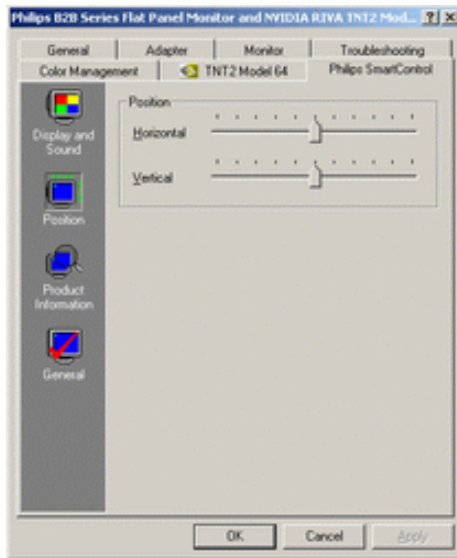 Philips B2B Series Flat Panel Monitor and NVIDIA RIVA TNT2 Mod...
General Adapter Monitor Troubleshooting
Color Management TNT2 Model 64 Philips SmartControl
Display and
Sound
Position
Product
Information
General
Position
Horizontal
Vertical
OK Cancel Apply